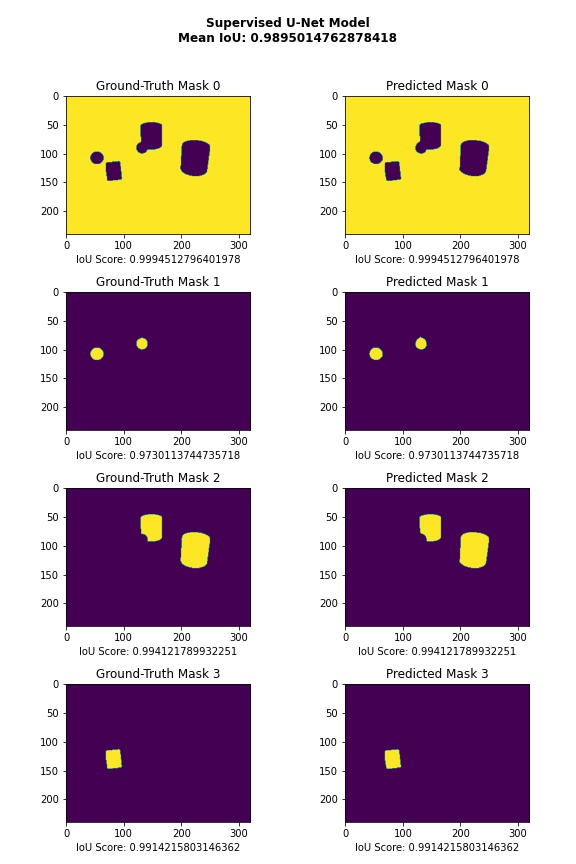 Supervised U-Net Model
Mean IoU: 0.9895014762878418
Ground-Truth Mask 0
Predicted Mask 0
0
50
100
150
200
0 100 200 300
0
50
100
150
200
0 100 200 300
IoU Score: 0.9994512796401978
IoU Score: 0.9994512796401978
Ground-Truth Mask 1
Predicted Mask 1
0
50
100
150
200
0 100 200 300
0
50
100
150
200
0 100 200 300
IoU Score: 0.9730113744735718
IoU Score: 0.9730113744735718
Ground-Truth Mask 2
Predicted Mask 2
0
50
100
150
200
0 100 200 300
0
50
100
150
200
0 100 200 300
IoU Score: 0.994121789932251
IoU Score: 0.994121789932251
Ground-Truth Mask 3
Predicted Mask 3
0
50
100
150
200
0 100 200 300
0
50
100
150
200
0 100 200 300
IoU Score: 0.9914215803146362
IoU Score: 0.9914215803146362